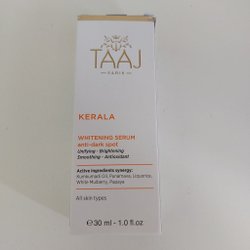 TAAJ
PARIS
KERALA
WHITENING SERUM
anti-dark spot
Unifying - Brightening
Smoothing - Antioxidant
Active ingredients synergy:
Kumkumadi oil, Panamsea, Liquorice,
White Mulberry, Papaya
All skin types
e 30 ml - 1.0 fl.oz